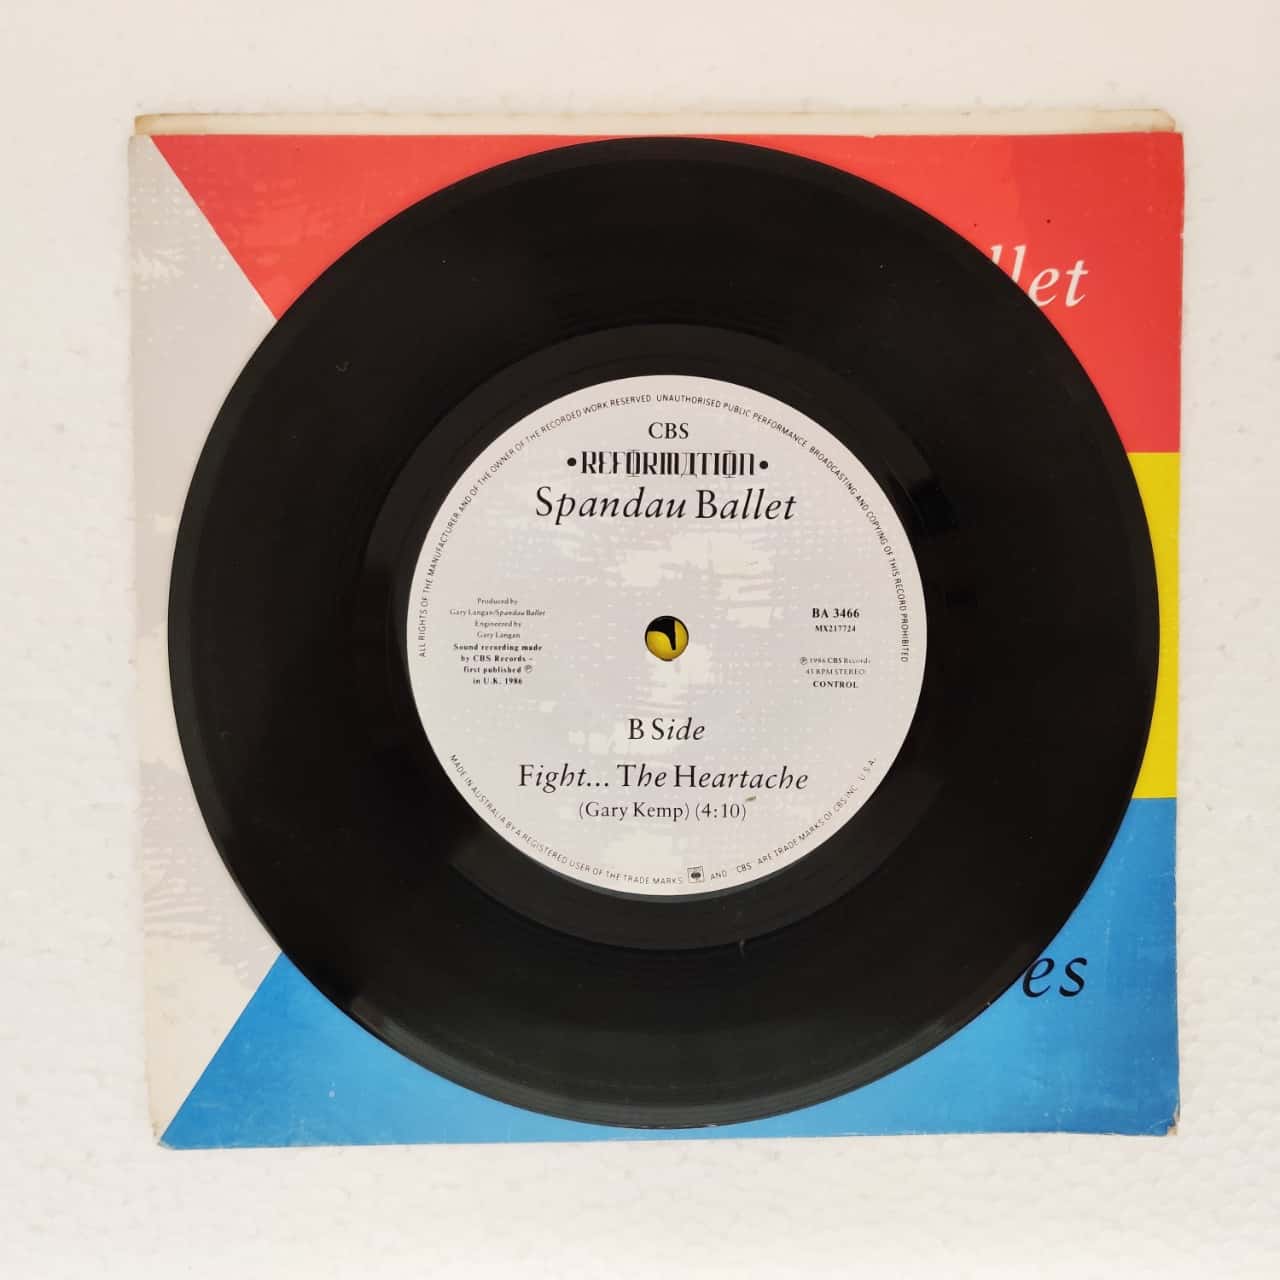 llet
es
ALL RIGHTS OF THE MANUFACTURER AND OF THE OWNER OF THE RECORDED WORK RESERVED. UNAUTHORISED PUBLIC PERFORMANCE BROADCASTING AND COPYING OF THIS RECORD PROHIBITED
CBS
•REFORMATION•
Spandau Ballet
Produced by
Gary Langan/Spandau Ballet
Engineered by
Gary Langan
Sound recording made
by CBS Records –
first published ℗
in U.K. 1986
BA 3466
MX217724
℗ 1986 CBS Records
45 RPM STEREO
CONTROL
B Side
Fight... The Heartache
(Gary Kemp) (4:10)
MADE IN AUSTRALIA BY A REGISTERED USER OF THE TRADE MARKS AND "CBS" ARE TRADE MARKS OF CBS INC. U.S.A.